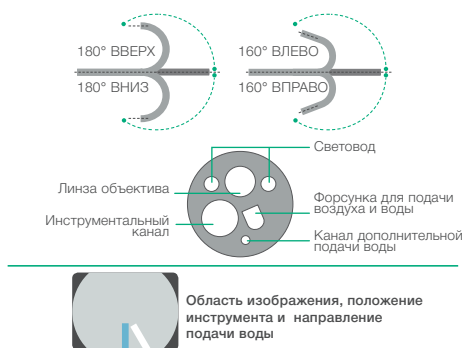 180° ВВЕРХ
180° ВНИЗ
160° ВЛЕВО
160° ВПРАВО
Световод
Линза объектива
Инструментальный
канал
Форсунка для подачи
воздуха и воды
Канал дополнительной
подачи воды
Область изображения, положение
инструмента и направление
подачи воды